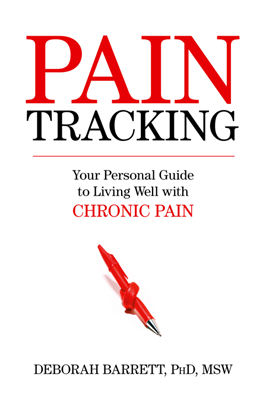 PAIN
TRACKING
Your Personal Guide
to Living Well with
CHRONIC PAIN
DEBORAH BARRETT, PHD, MSW